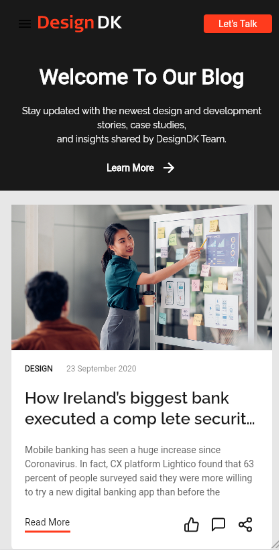 Design DK
Let's Talk
Welcome To Our Blog
Stay updated with the newest design and development
stories, case studies,
and insights shared by DesignDK Team.
Learn More
DESIGN 23 September 2020
How Ireland's biggest bank
executed a comp lete securit...
Mobile banking has seen a huge increase since
Coronavirus. In fact, CX platform Lightico found that 63
percent of people surveyed said they were more willing
to try a new digital banking app than before the
Read More